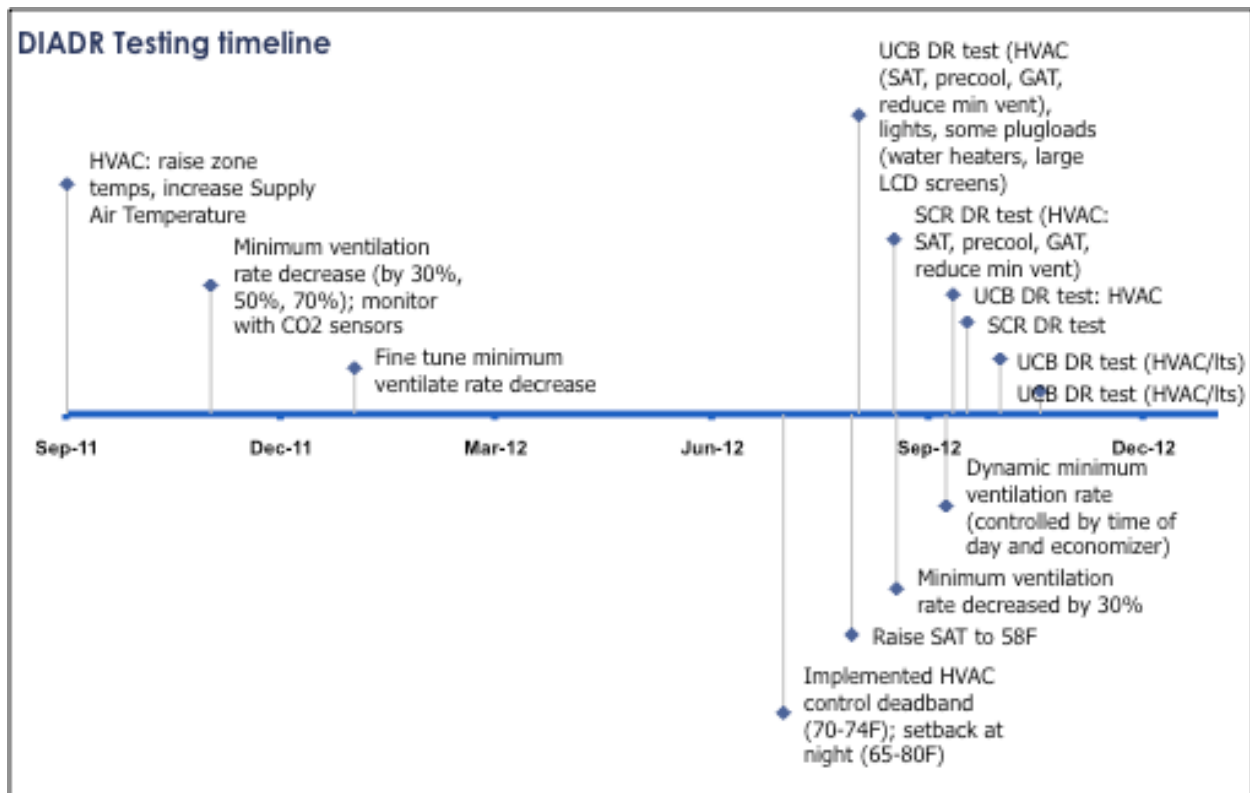 DIADR Testing timeline
UCB DR test (HVAC
(SAT, precool, GAT,
reduce min vent),
lights, some plugloads
(water heaters, large
LCD screens)
HVAC: raise zone
temps, increase Supply
Air Temperature
SCR DR test (HVAC:
SAT, precool, GAT,
reduce min vent)
Minimum ventilation
rate decrease (by 30%,
50%, 70%); monitor
with CO2 sensors
UCB DR test: HVAC
SCR DR test
Fine tune minimum
ventilate rate decrease
UCB DR test (HVAC/lts)
UCB DR test (HVAC/lts)
Sep-11 Dec-11 Mar-12 Jun-12 Sep-12 Dec-12
Dynamic minimum
ventilation rate
(controlled by time of
day and economizer)
Minimum ventilation
rate decreased by 30%
Raise SAT to 58F
Implemented HVAC
control deadband
(70-74F); setback at
night (65-80F)